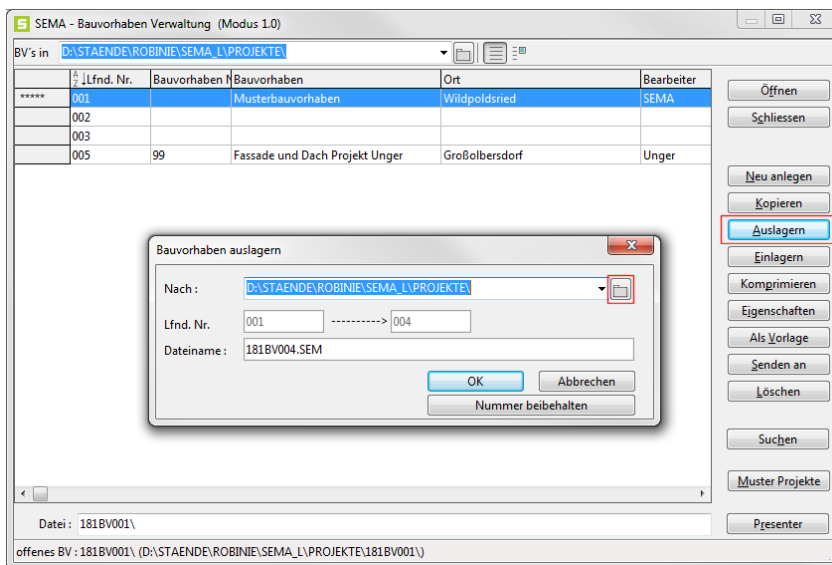 SEMA - Bauvorhaben Verwaltung (Modus 1.0)
BV´s in D:\STAENDE\ROBINIE\SEMA_L\PROJEKTE\
Lfnd. Nr. Bauvorhaben N Bauvorhaben Ort Bearbeiter
***** 001 Musterbauvorhaben Wildpoldsried SEMA
002
003
005 99 Fassade und Dach Projekt Unger Großolbersdorf Unger
Öffnen
Schliessen
Neu anlegen
Kopieren
Auslagern
Einlagern
Komprimieren
Eigenschaften
Als Vorlage
Senden an
Löschen
Suchen
Muster Projekte
Presenter
Bauvorhaben auslagern
Nach : D:\STAENDE\ROBINIE\SEMA_L\PROJEKTE\
Lfnd. Nr. 001 ----------> 004
Dateiname : 181BV004.SEM
OK Abbrechen
Nummer beibehalten
Datei : 181BV001\
offenes BV : 181BV001\ (D:\STAENDE\ROBINIE\SEMA_L\PROJEKTE\181BV001\)